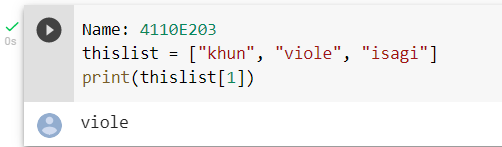 0s
Name: 4110E203
thislist = ["khun", "viole", "isagi"]
print(thislist[1])
viole